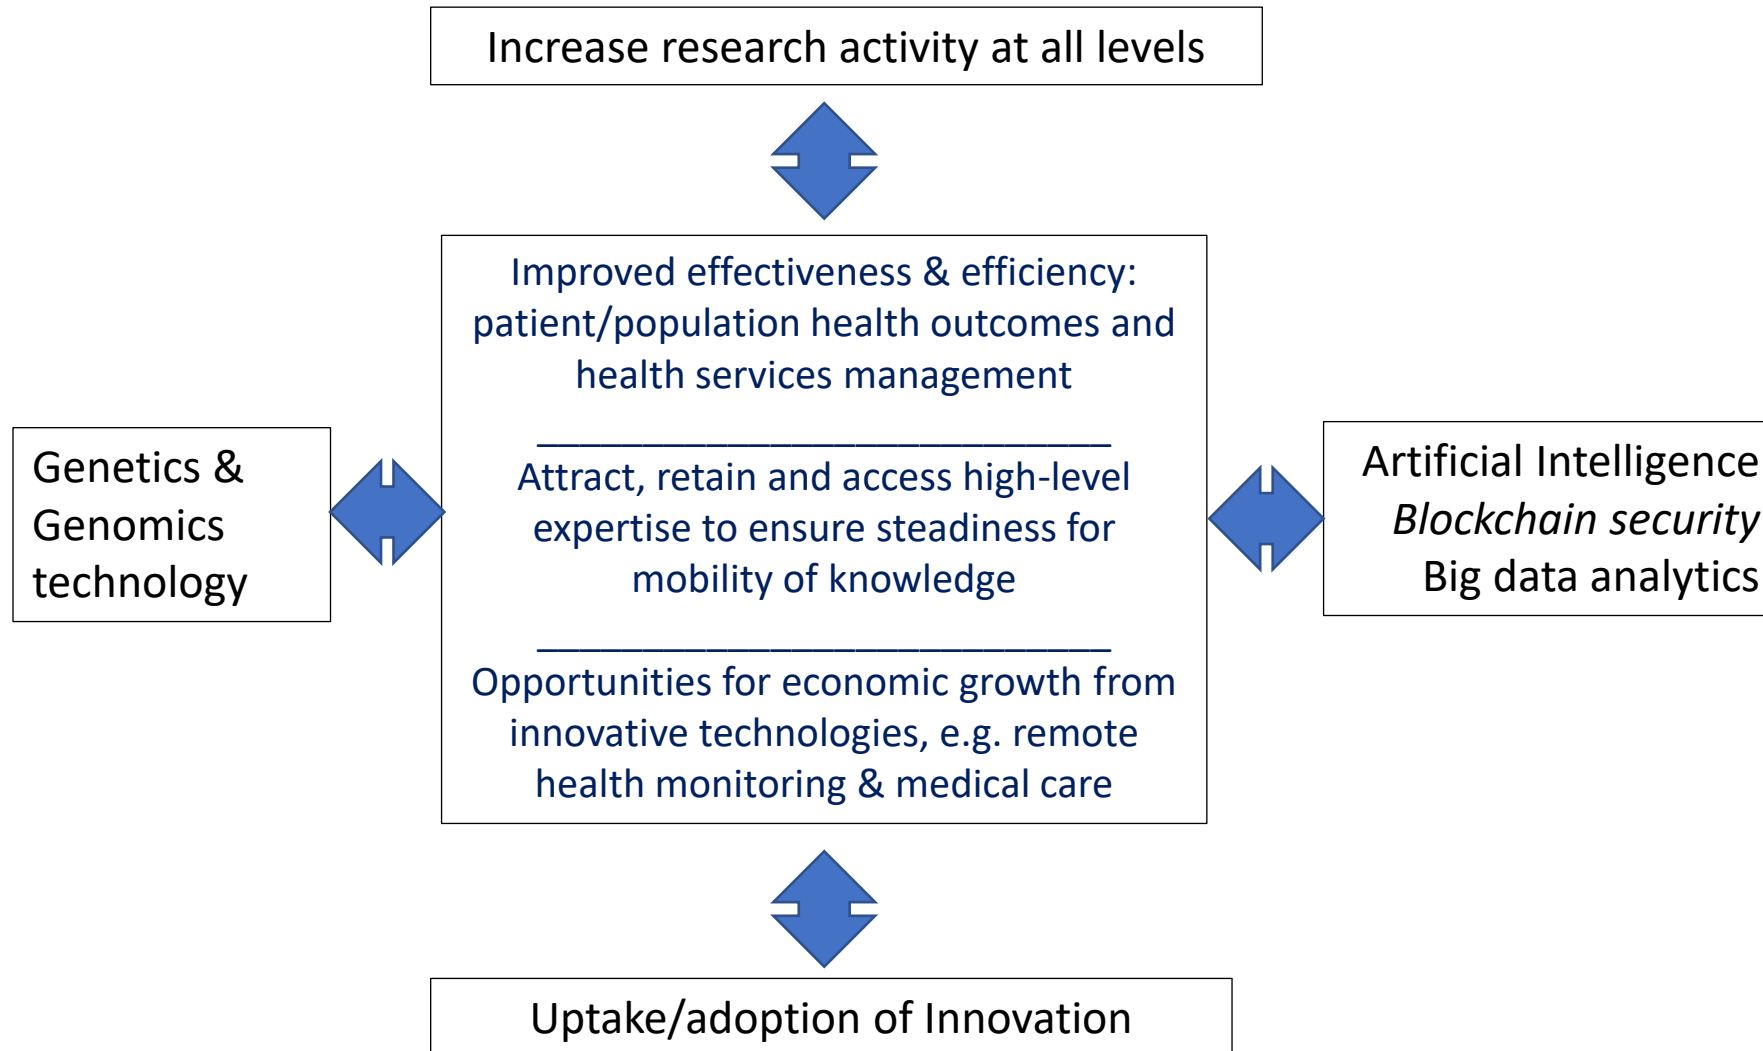 Increase research activity at all levels
Improved effectiveness & efficiency:
patient/population health outcomes and
health services management
Attract, retain and access high-level
expertise to ensure steadiness for
mobility of knowledge
Opportunities for economic growth from
innovative technologies, e.g. remote
health monitoring & medical care
Genetics &
Genomics
technology
Artificial Intelligence
Blockchain security
Big data analytics
Uptake/adoption of Innovation